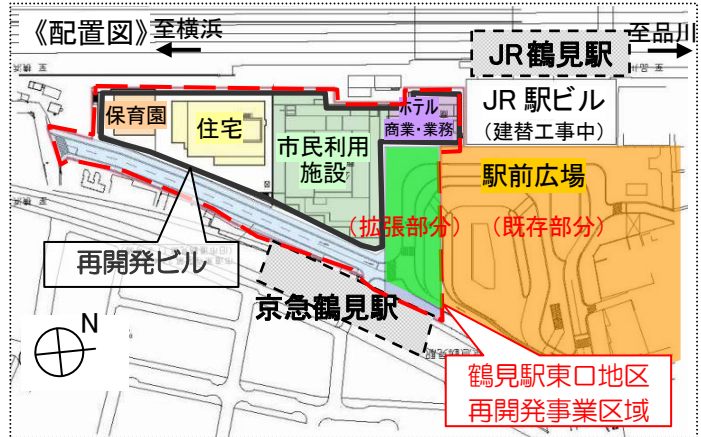 《配置図》
至横浜
至品川
JR鶴見駅
JR 駅ビル
(建替工事中)
保育園
住宅
市民利用
施設
ホテル
商業・業務
駅前広場
(拡張部分)
(既存部分)
再開発ビル
京急鶴見駅
N
鶴見駅東口地区
再開発事業区域